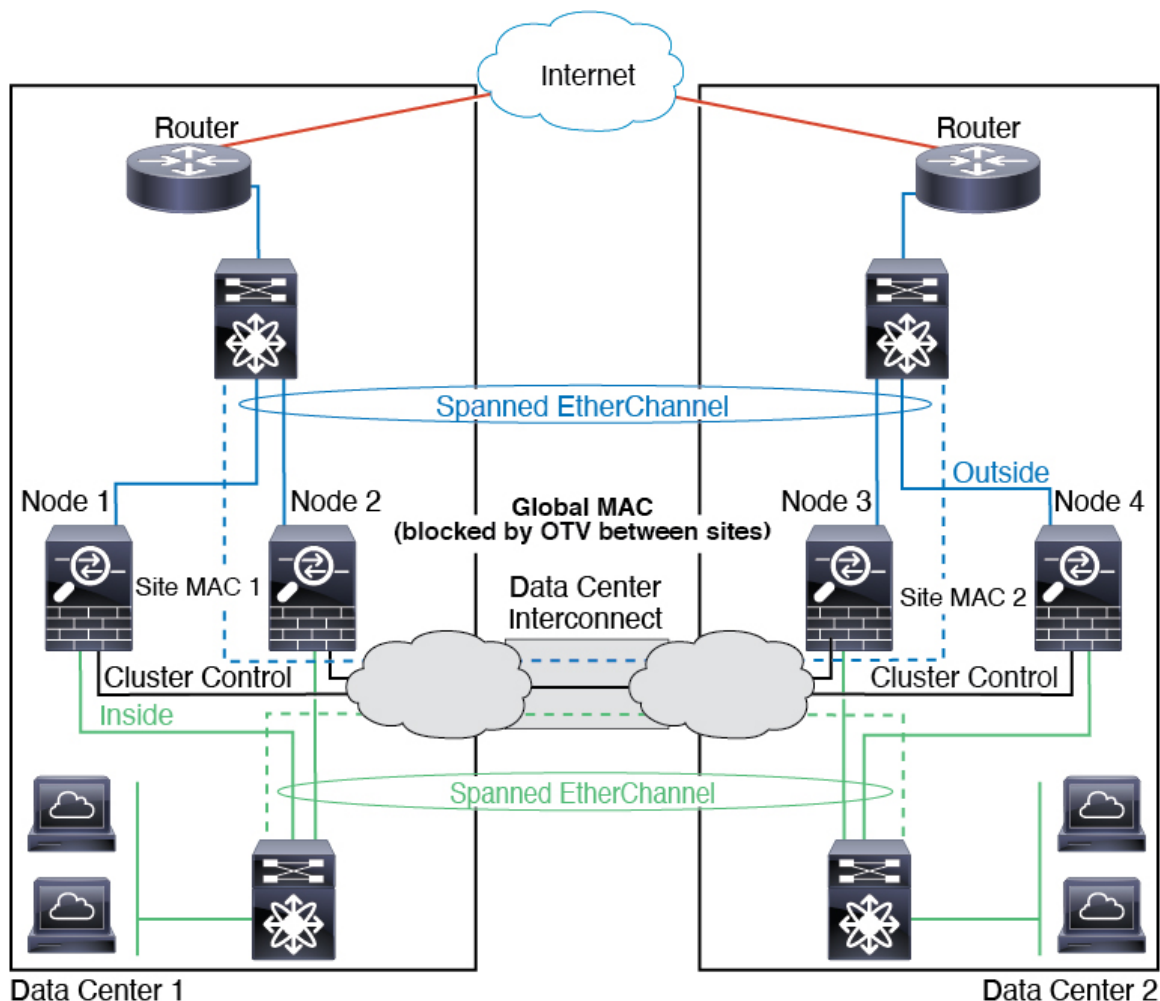 Internet
Router
Router
Spanned EtherChannel
Outside
Node 1
Node 2
Global MAC
(blocked by OTV between sites)
Node 3
Node 4
Site MAC 1
Data Center
Interconnect
Site MAC 2
Cluster Control
Cluster Control
Inside
Spanned EtherChannel
Data Center 1
Data Center 2